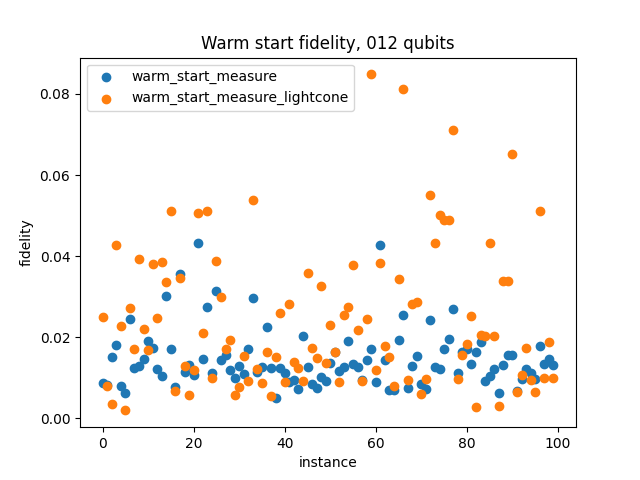 Warm start fidelity, 012 qubits
warm_start_measure
warm_start_measure_lightcone
fidelity
0.08
0.06
0.04
0.02
0.00
0 20 40 60 80 100
instance